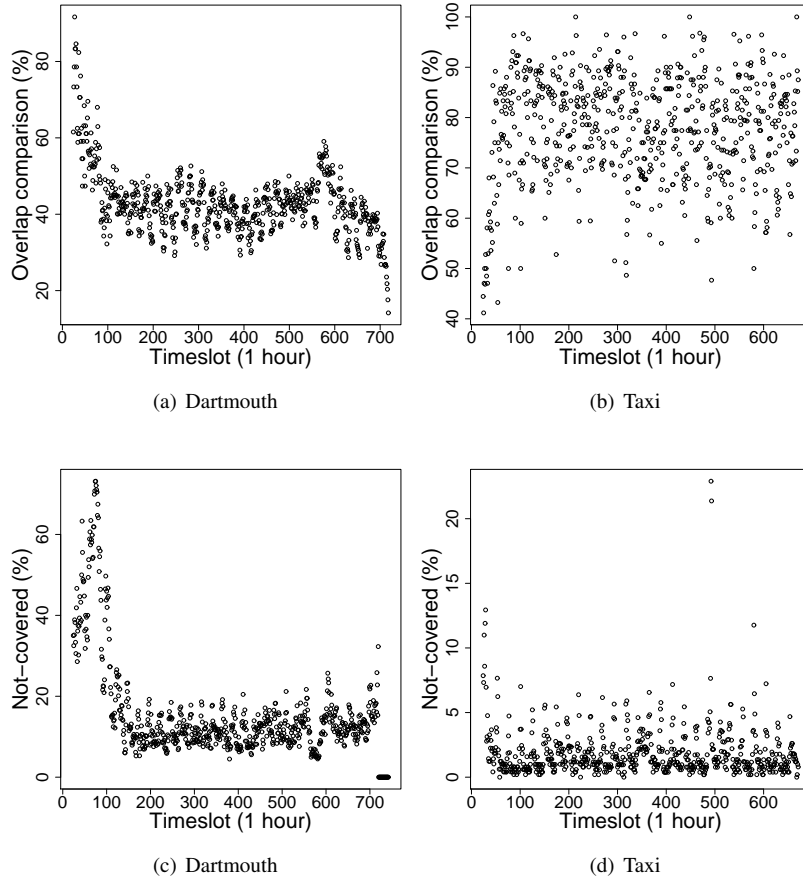 Overlap comparison (%)
20 40 60 80
0 100 200 300 400 500 600 700
Timeslot (1 hour)
(a) Dartmouth
Overlap comparison (%)
40 50 60 70 80 90 100
0 100 200 300 400 500 600
Timeslot (1 hour)
(b) Taxi
Not−covered (%)
0 20 40 60
0 100 200 300 400 500 600 700
Timeslot (1 hour)
(c) Dartmouth
Not−covered (%)
0 5 10 15 20
0 100 200 300 400 500 600
Timeslot (1 hour)
(d) Taxi